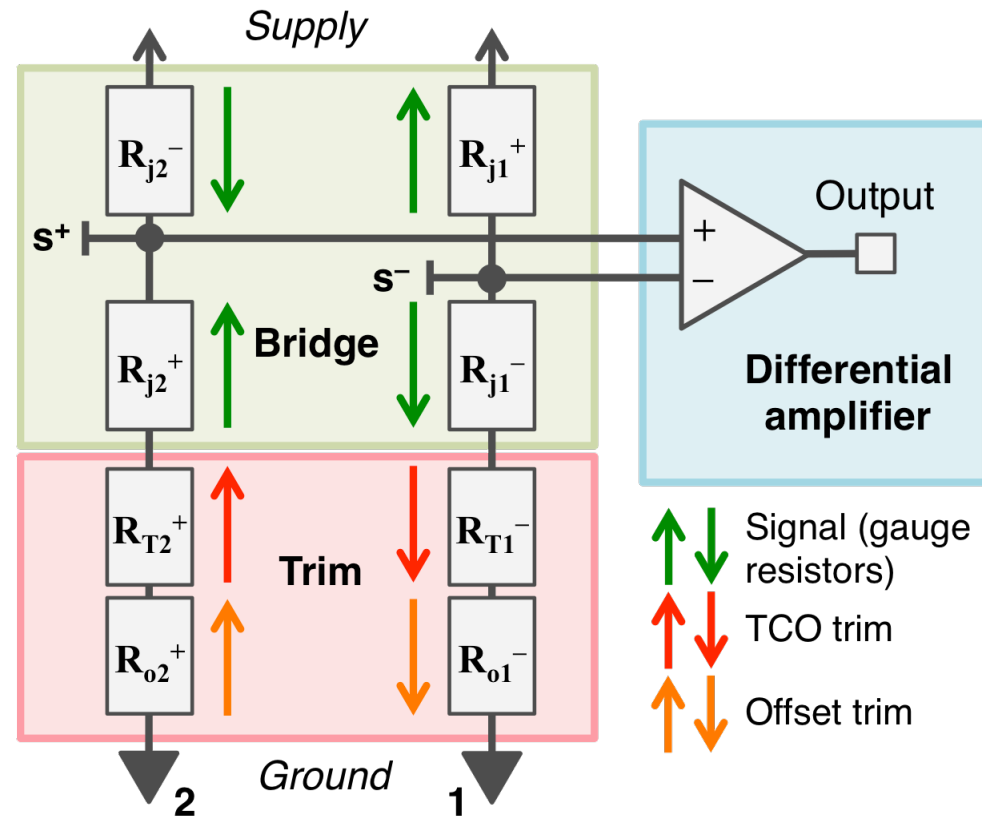 Supply
Rj2−
Rj1+
s+
s−
+
−
Output
Rj2+
Bridge
Rj1−
Differential
amplifier
RT2+
Trim
RT1−
Ro2+
Ro1−
Signal (gauge
resistors)
TCO trim
Offset trim
Ground
2
1